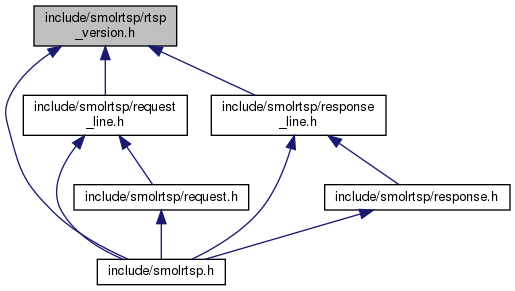 include/smolrtsp/rtsp
_version.h
include/smolrtsp/request
_line.h
include/smolrtsp/response
_line.h
include/smolrtsp/request.h
include/smolrtsp/response.h
include/smolrtsp.h